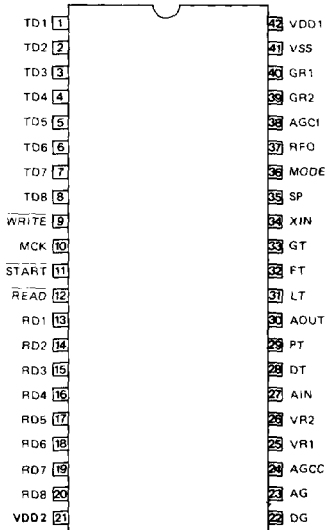 TD1 1 42 VDD1
TD2 2 41 VSS
TD3 3 40 GR1
TD4 4 39 GR2
TD5 5 38 AGCI
TD6 6 37 RFO
TD7 7 36 MODE
TD8 8 35 SP
WRITE 9 34 XIN
MCK 10 33 GT
START 11 32 FT
READ 12 31 LT
RD1 13 30 AOUT
RD2 14 29 PT
RD3 15 28 DT
RD4 16 27 AIN
RD5 17 26 VR2
RD6 18 25 VR1
RD7 19 24 AGCC
RD8 20 23 AG
VDD2 21 22 DG